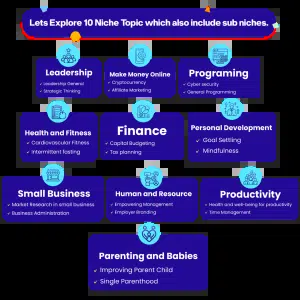 Lets Explore 10 Niche Topic which also include sub niches.
Leadership
✓ Leadership General
✓ Strategic Thinking
Make Money Online
✓ Cryptocurrency
✓ Affiliate Marketing
Programing
✓ Cyber security
✓ General Programming
Health and Fitness
✓ Cardiovascular Fitness
✓ Intermittent fasting
Finance
✓ Capital Budgeting
✓ Tax planning
Personal Development
✓ Goal Settling
✓ Mindfulness
Small Business
✓ Market Research in small business
✓ Business Administration
Human and Resource
✓ Empowering Management
✓ Employer Branding
Productivity
✓ Health and well-being for productivity
✓ Time Management
Parenting and Babies
✓ Improving Parent Child
✓ Single Parenthood